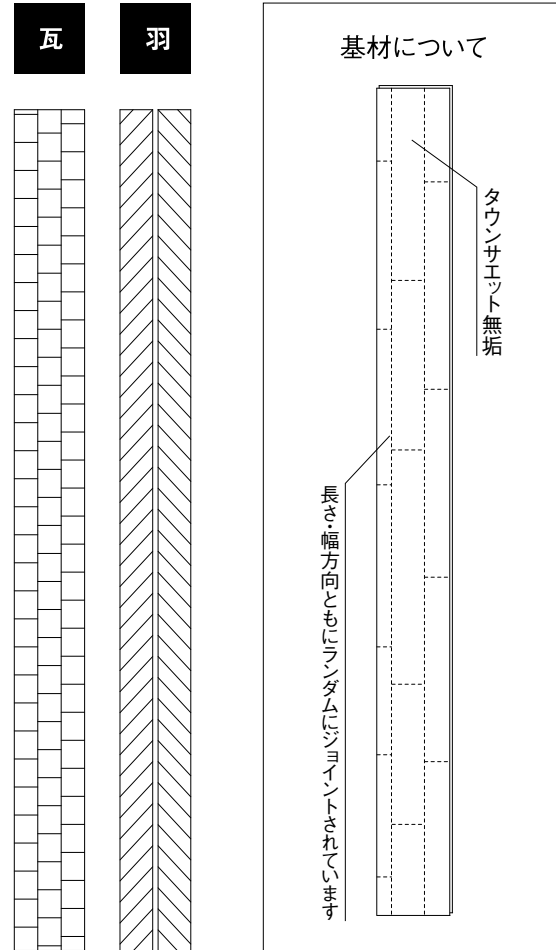 瓦
羽
基材について
タウンサエット無垢
長さ・幅方向ともにランダムにジョイントされています